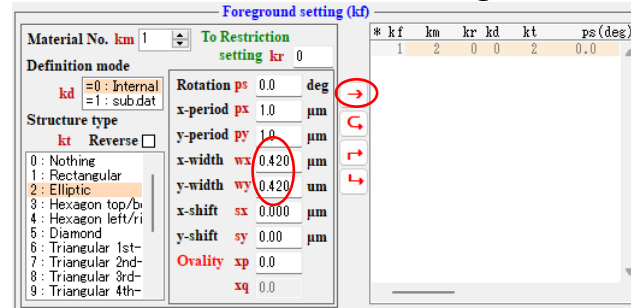 Foreground setting (kf)
Material No. km 1
To Restriction
setting kr 0
Definition mode
kd
=0 : Internal
=1 : sub.dat
Structure type
kt Reverse
0 : Nothing
1 : Rectangular
2 : Elliptic
3 : Hexagon top/b
4 : Hexagon left/ri
5 : Diamond
6 : Triangular 1st-
7 : Triangular 2nd-
8 : Triangular 3rd-
9 : Triangular 4th-
Rotation ps 0.0 deg
x-period px 1.0 μm
y-period py 1.0 μm
x-width wx 0.420 μm
y-width wy 0.420 um
x-shift sx 0.000 μm
y-shift sy 0.00 μm
Ovality xp 0.0
xq 0.0
→
* kf km kr kd kt ps(deg)
1 2 0 0 2 0.0